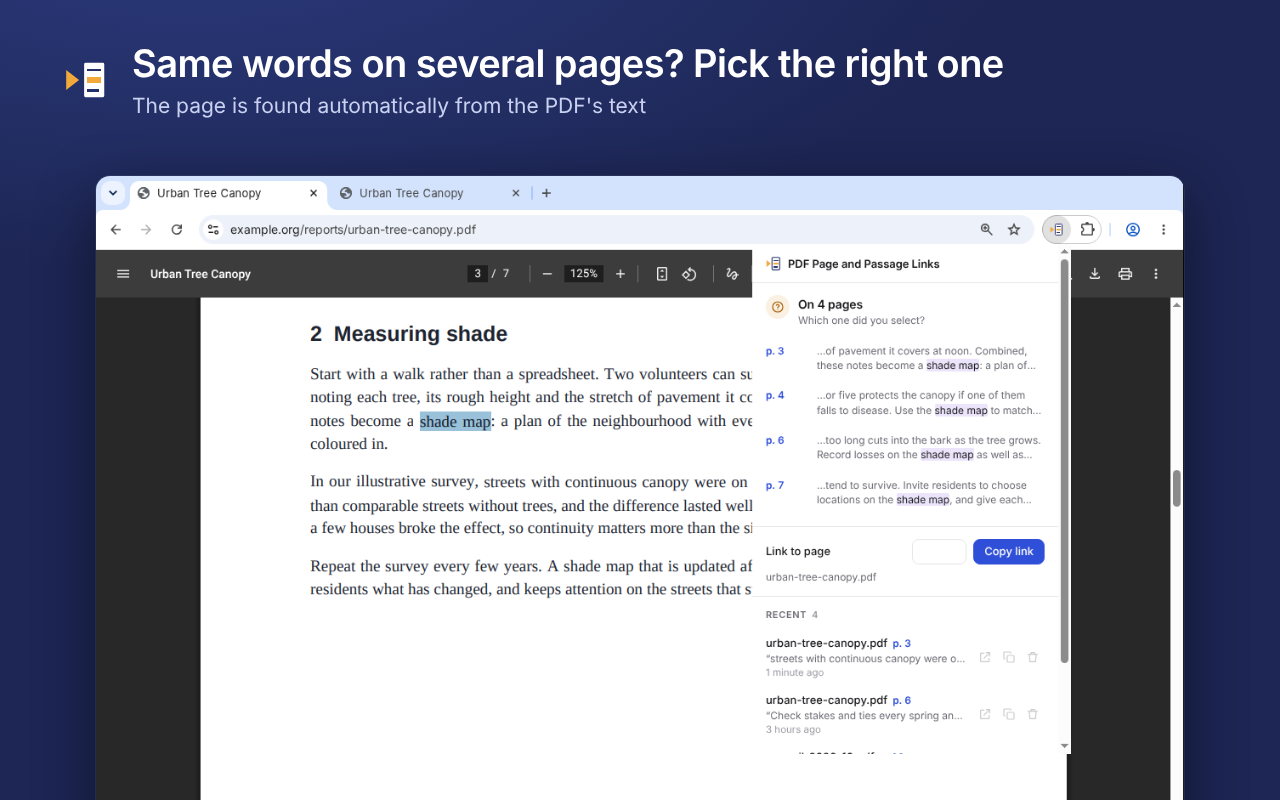 Same words on several pages? Pick the right one
The page is found automatically from the PDF's text
Urban Tree Canopy
Urban Tree Canopy
example.org/reports/urban-tree-canopy.pdf
Urban Tree Canopy
3 / 7
125%
2 Measuring shade
Start with a walk rather than a spreadsheet. Two volunteers can su
noting each tree, its rough height and the stretch of pavement it co
notes become a shade map: a plan of the neighbourhood with eve
coloured in.
In our illustrative survey, streets with continuous canopy were on
than comparable streets without trees, and the difference lasted well
a few houses broke the effect, so continuity matters more than the si
Repeat the survey every few years. A shade map that is updated af
residents what has changed, and keeps attention on the streets that s
PDF Page and Passage Links
On 4 pages
Which one did you select?
p. 3
...of pavement it covers at noon. Combined,
these notes become a shade map: a plan of...
p. 4
...or five protects the canopy if one of them
falls to disease. Use the shade map to match...
p. 6
...too long cuts into the bark as the tree grows.
Record losses on the shade map as well as...
p. 7
...tend to survive. Invite residents to choose
locations on the shade map, and give each...
Link to page
Copy link
urban-tree-canopy.pdf
RECENT 4
urban-tree-canopy.pdf p. 3
“streets with continuous canopy were o...
1 minute ago
urban-tree-canopy.pdf p. 6
“Check stakes and ties every spring an...
3 hours ago